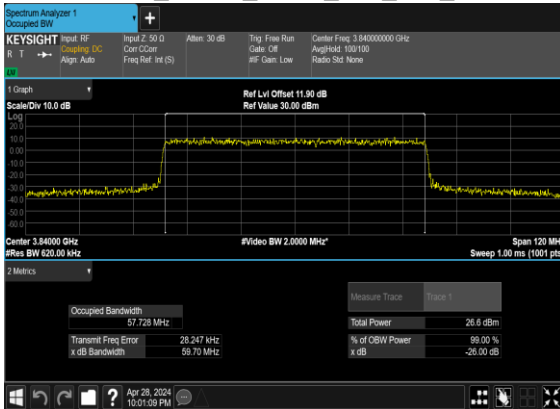 Spectrum Analyzer 1
Occupied BW
KEYSIGHT
R T
LVI
Input: RF
Coupling: DC
Align: Auto
Input Z: 50 Ω
Corr CCorr
Freq Ref: Int (S)
Atten: 30 dB
Trig: Free Run
Gate: Off
#IF Gain: Low
Center Freq: 3.840000000 GHz
Avg|Hold: 100/100
Radio Std: None
1 Graph
Scale/Div 10.0 dB
Ref Lvl Offset 11.90 dB
Ref Value 30.00 dBm
Log
20.0
10.0
0.00
-10.0
-20.0
-30.0
-40.0
-50.0
-60.0
Center 3.84000 GHz
#Res BW 620.00 kHz
#Video BW 2.0000 MHz*
Span 120 MH
Sweep 1.00 ms (1001 pts
2 Metrics
Measure Trace Trace 1
Occupied Bandwidth
57.728 MHz
Total Power 26.6 dBm
Transmit Freq Error 28.247 kHz
% of OBW Power 99.00 %
x dB Bandwidth 59.70 MHz
x dB -26.00 dB
Apr 28, 2024
10:01:09 PM